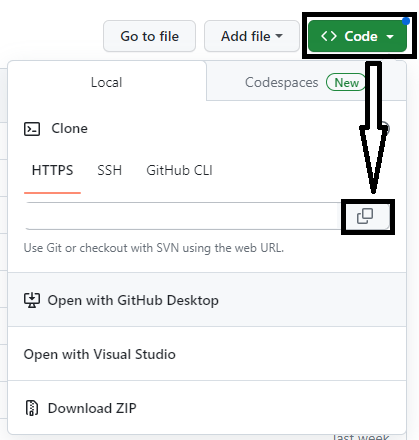 Go to file Add file Code
Local Codespaces New
Clone
HTTPS SSH GitHub CLI
Use Git or checkout with SVN using the web URL.
Open with GitHub Desktop
Open with Visual Studio
Download ZIP
last week